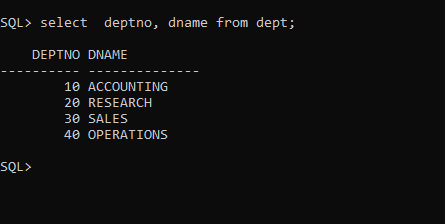 SQL> select  deptno, dname from dept;
    DEPTNO DNAME
---------- --------------
        10 ACCOUNTING
        20 RESEARCH
        30 SALES
        40 OPERATIONS
SQL>